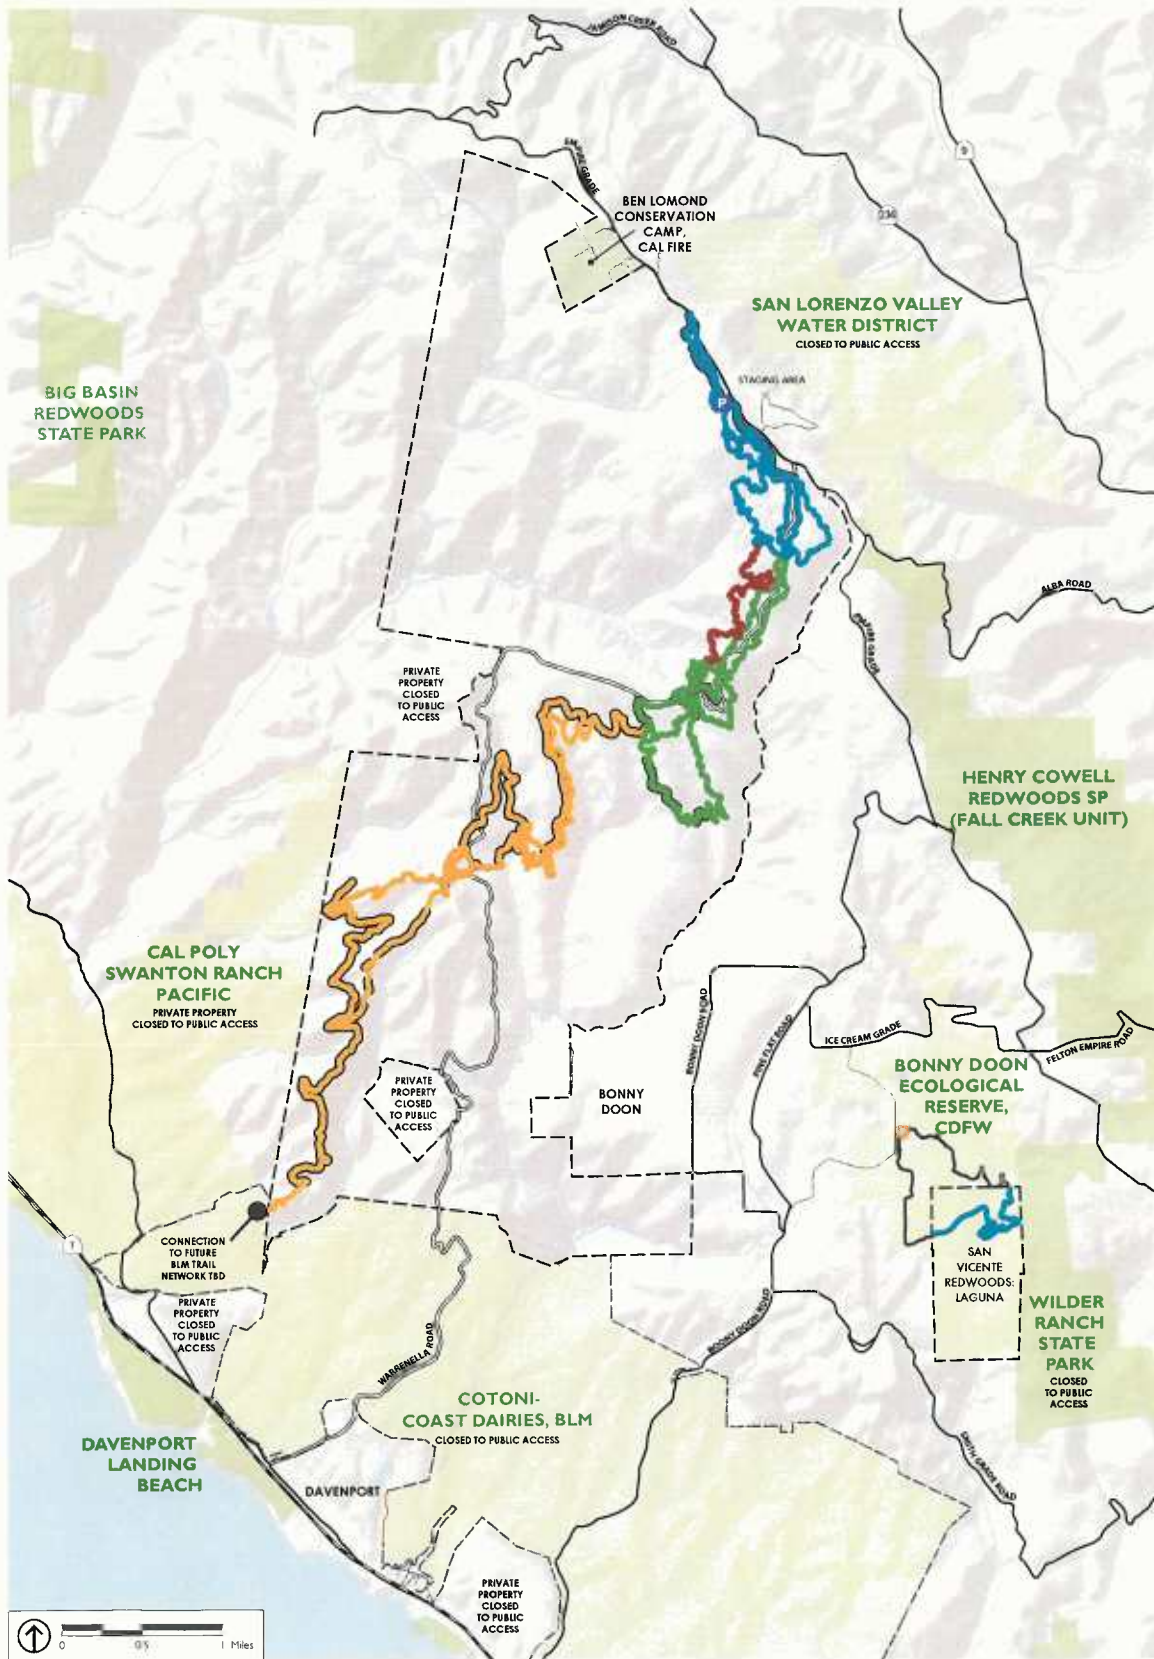 JAMISON CREEK ROAD
9
236
EMPIRE GRADE
BEN LOMOND
CONSERVATION
CAMP,
CAL FIRE
SAN LORENZO VALLEY
WATER DISTRICT
CLOSED TO PUBLIC ACCESS
STAGING AREA
P
BIG BASIN
REDWOODS
STATE PARK
ALBA ROAD
EMPIRE GRADE
PRIVATE
PROPERTY
CLOSED
TO PUBLIC
ACCESS
HENRY COWELL
REDWOODS SP
(FALL CREEK UNIT)
CAL POLY
SWANTON RANCH
PACIFIC
PRIVATE PROPERTY
CLOSED TO PUBLIC ACCESS
BONNY DOON ROAD
PINE FLAT ROAD
ICE CREAM GRADE
FELTON EMPIRE ROAD
PRIVATE
PROPERTY
CLOSED
TO PUBLIC
ACCESS
BONNY
DOON
BONNY DOON
ECOLOGICAL
RESERVE,
CDFW
CONNECTION
TO FUTURE
BLM TRAIL
NETWORK TBD
1
SAN
VICENTE
REDWOODS:
LAGUNA
PRIVATE
PROPERTY
CLOSED
TO PUBLIC
ACCESS
WILDER
RANCH
STATE
PARK
CLOSED
TO PUBLIC
ACCESS
WARRENELLA ROAD
BONNY DOON ROAD
COTONI-
COAST DAIRIES, BLM
CLOSED TO PUBLIC ACCESS
DAVENPORT
LANDING
BEACH
DAVENPORT
SMITH GRADE ROAD
PRIVATE
PROPERTY
CLOSED
TO PUBLIC
ACCESS
0 0.5 1 Miles